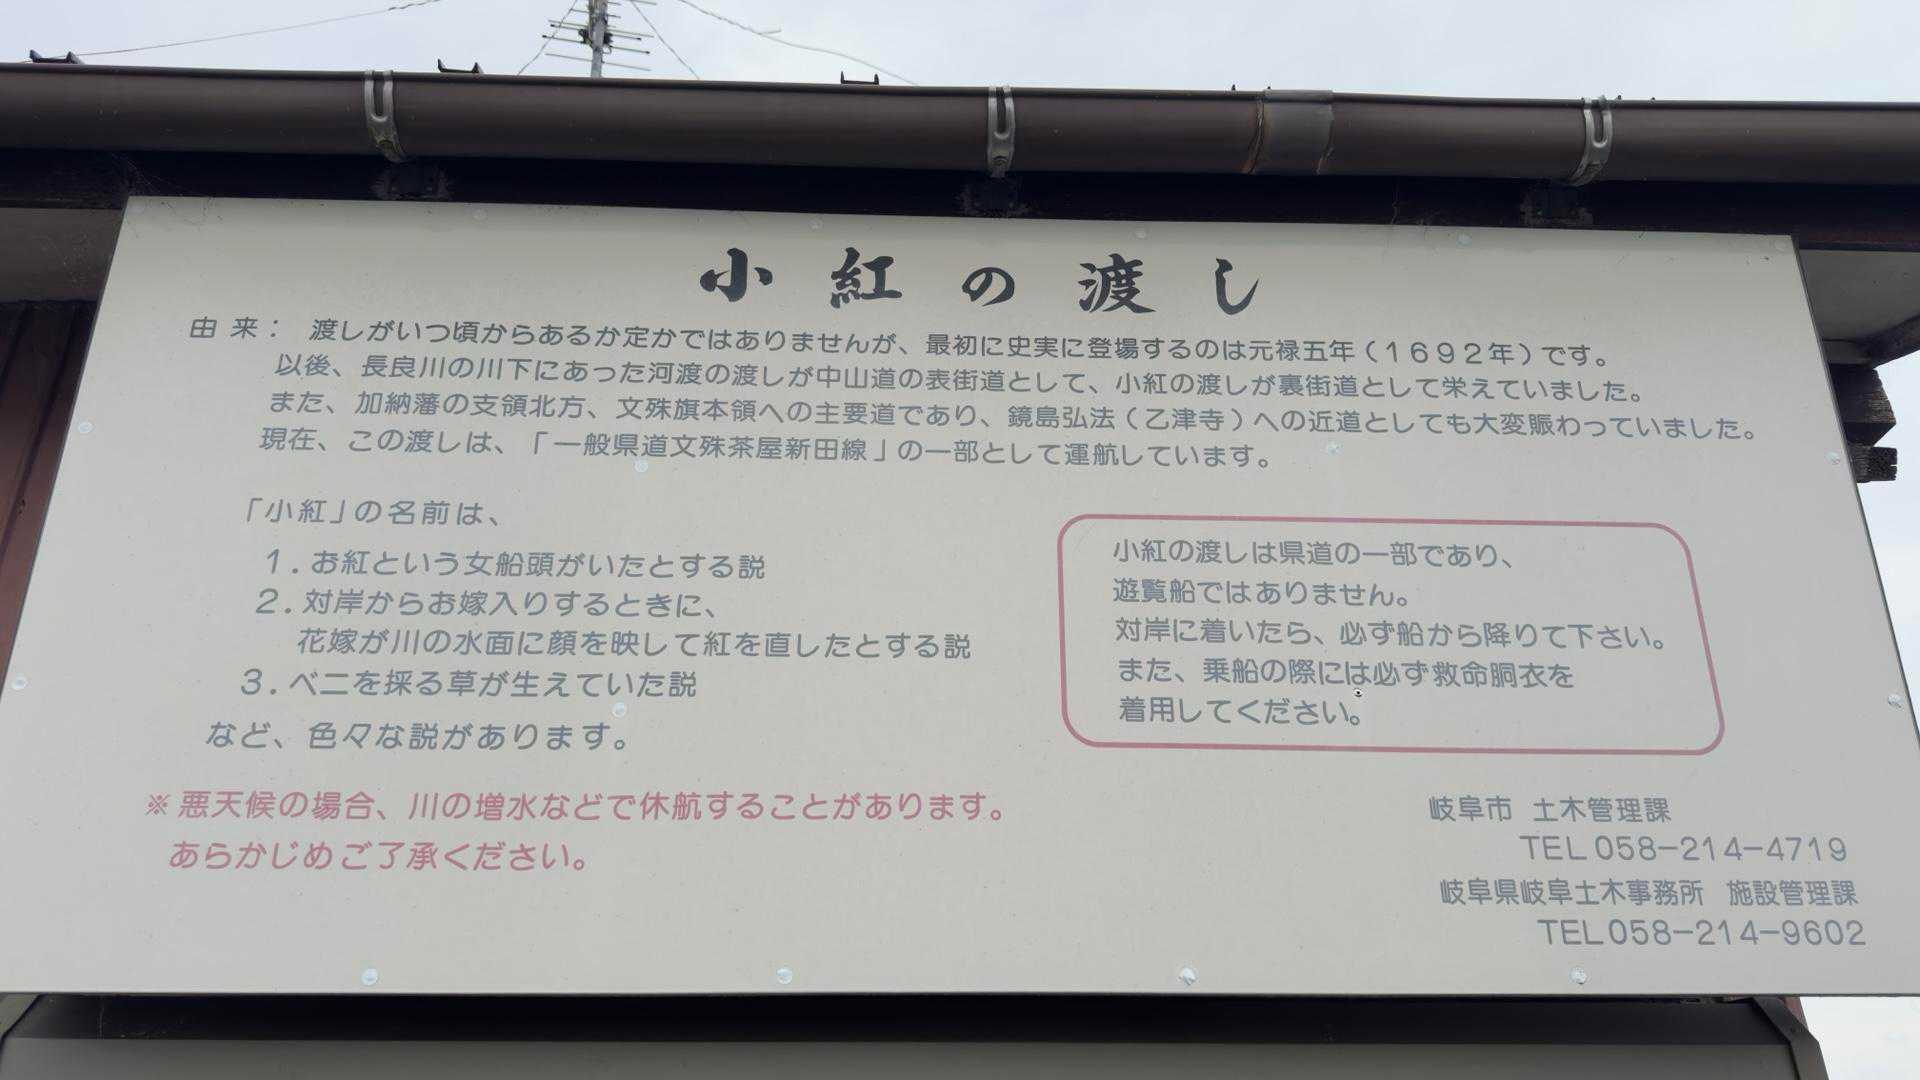 小紅の渡し
由来： 渡しがいつ頃からあるか定かではありませんが、最初に史実に登場するのは元禄五年（１６９２年）です。
以後、長良川の川下にあった河渡の渡しが中山道の表街道として、小紅の渡しが裏街道として栄えていました。
また、加納藩の支領北方、文殊旗本領への主要道であり、鏡島弘法（乙津寺）への近道としても大変賑わっていました。
現在、この渡しは、「一般県道文殊茶屋新田線」の一部として運航しています。
「小紅」の名前は、
１．お紅という女船頭がいたとする説
２．対岸からお嫁入りするときに、
花嫁が川の水面に顔を映して紅を直したとする説
３．ベニを採る草が生えていた説
など、色々な説があります。
小紅の渡しは県道の一部であり、
遊覧船ではありません。
対岸に着いたら、必ず船から降りて下さい。
また、乗船の際には必ず救命胴衣を
着用してください。
※悪天候の場合、川の増水などで休航することがあります。
あらかじめご了承ください。
岐阜市 土木管理課
TEL 058-214-4719
岐阜県岐阜土木事務所 施設管理課
TEL 058-214-9602